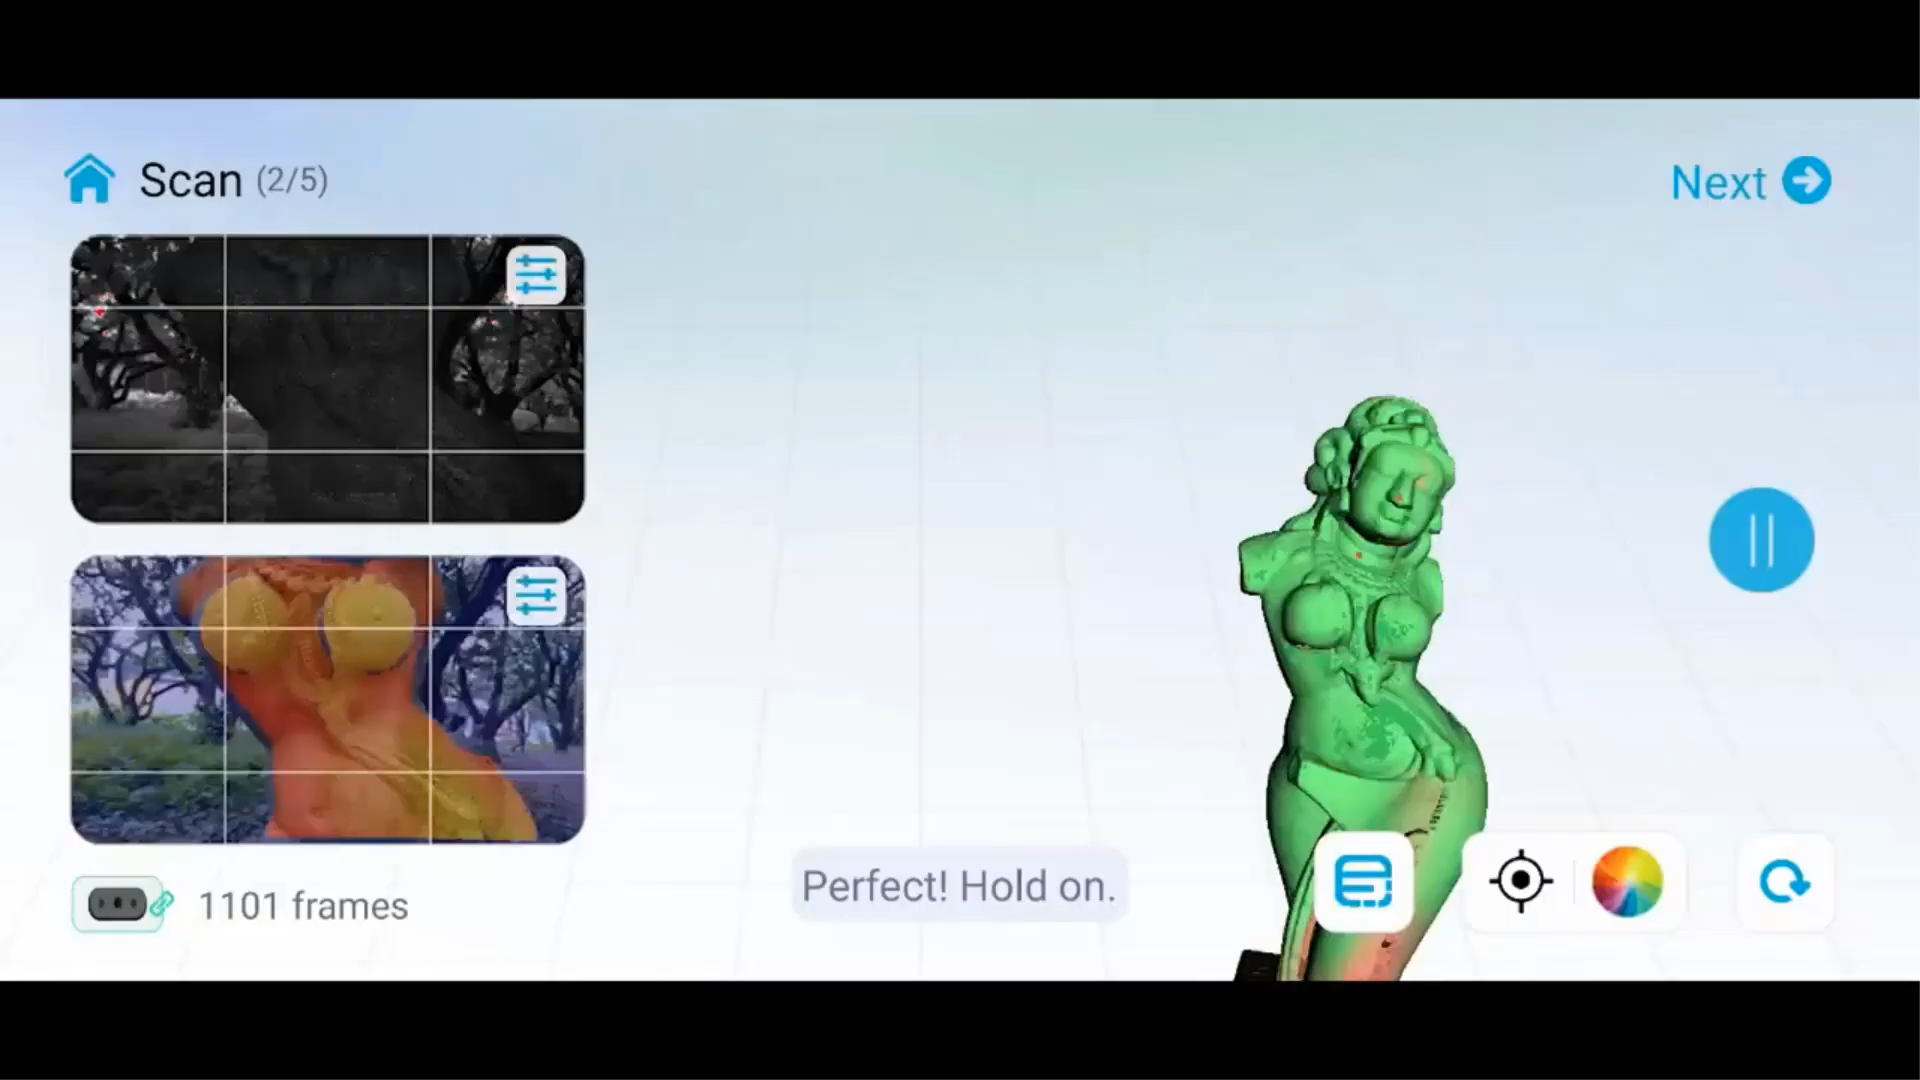 Scan (2/5)
Next
Perfect! Hold on.
1101 frames